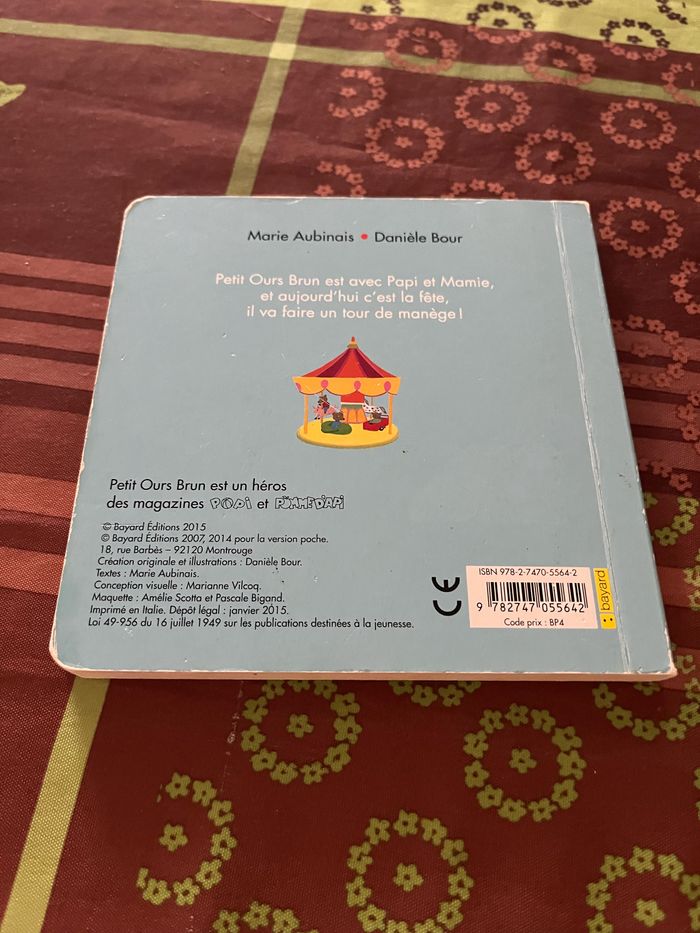 Marie Aubinais • Danièle Bour
Petit Ours Brun est avec Papi et Mamie,
et aujourd'hui c'est la fête,
il va faire un tour de manège !
Petit Ours Brun est un héros
des magazines POPi et POMME D'API
© Bayard Éditions 2015
© Bayard Éditions 2007, 2014 pour la version poche.
18, rue Barbès – 92120 Montrouge
Création originale et illustrations : Danièle Bour.
Textes : Marie Aubinais.
Conception visuelle : Marianne Vilcoq.
Maquette : Amélie Scotta et Pascale Bigand.
Imprimé en Italie. Dépôt légal : janvier 2015.
Loi 49-956 du 16 juillet 1949 sur les publications destinées à la jeunesse.
CE
ISBN 978-2-7470-5564-2
9 782747 055642
Code prix : BP4
bayard